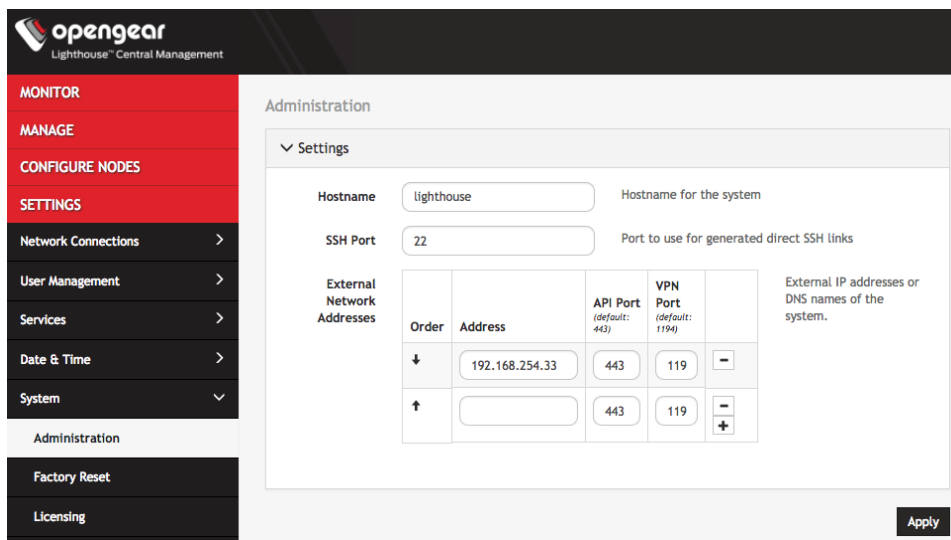 opengear
Lighthouse™ Central Management
MONITOR
MANAGE
CONFIGURE NODES
SETTINGS
Network Connections
User Management
Services
Date & Time
System
Administration
Factory Reset
Licensing
Administration
Settings
Hostname
lighthouse
Hostname for the system
SSH Port
22
Port to use for generated direct SSH links
External
Network
Addresses
Order
Address
API Port
(default:
443)
VPN
Port
(default:
1194)
192.168.254.33
443
119
443
119
External IP addresses or
DNS names of the
system.
Apply